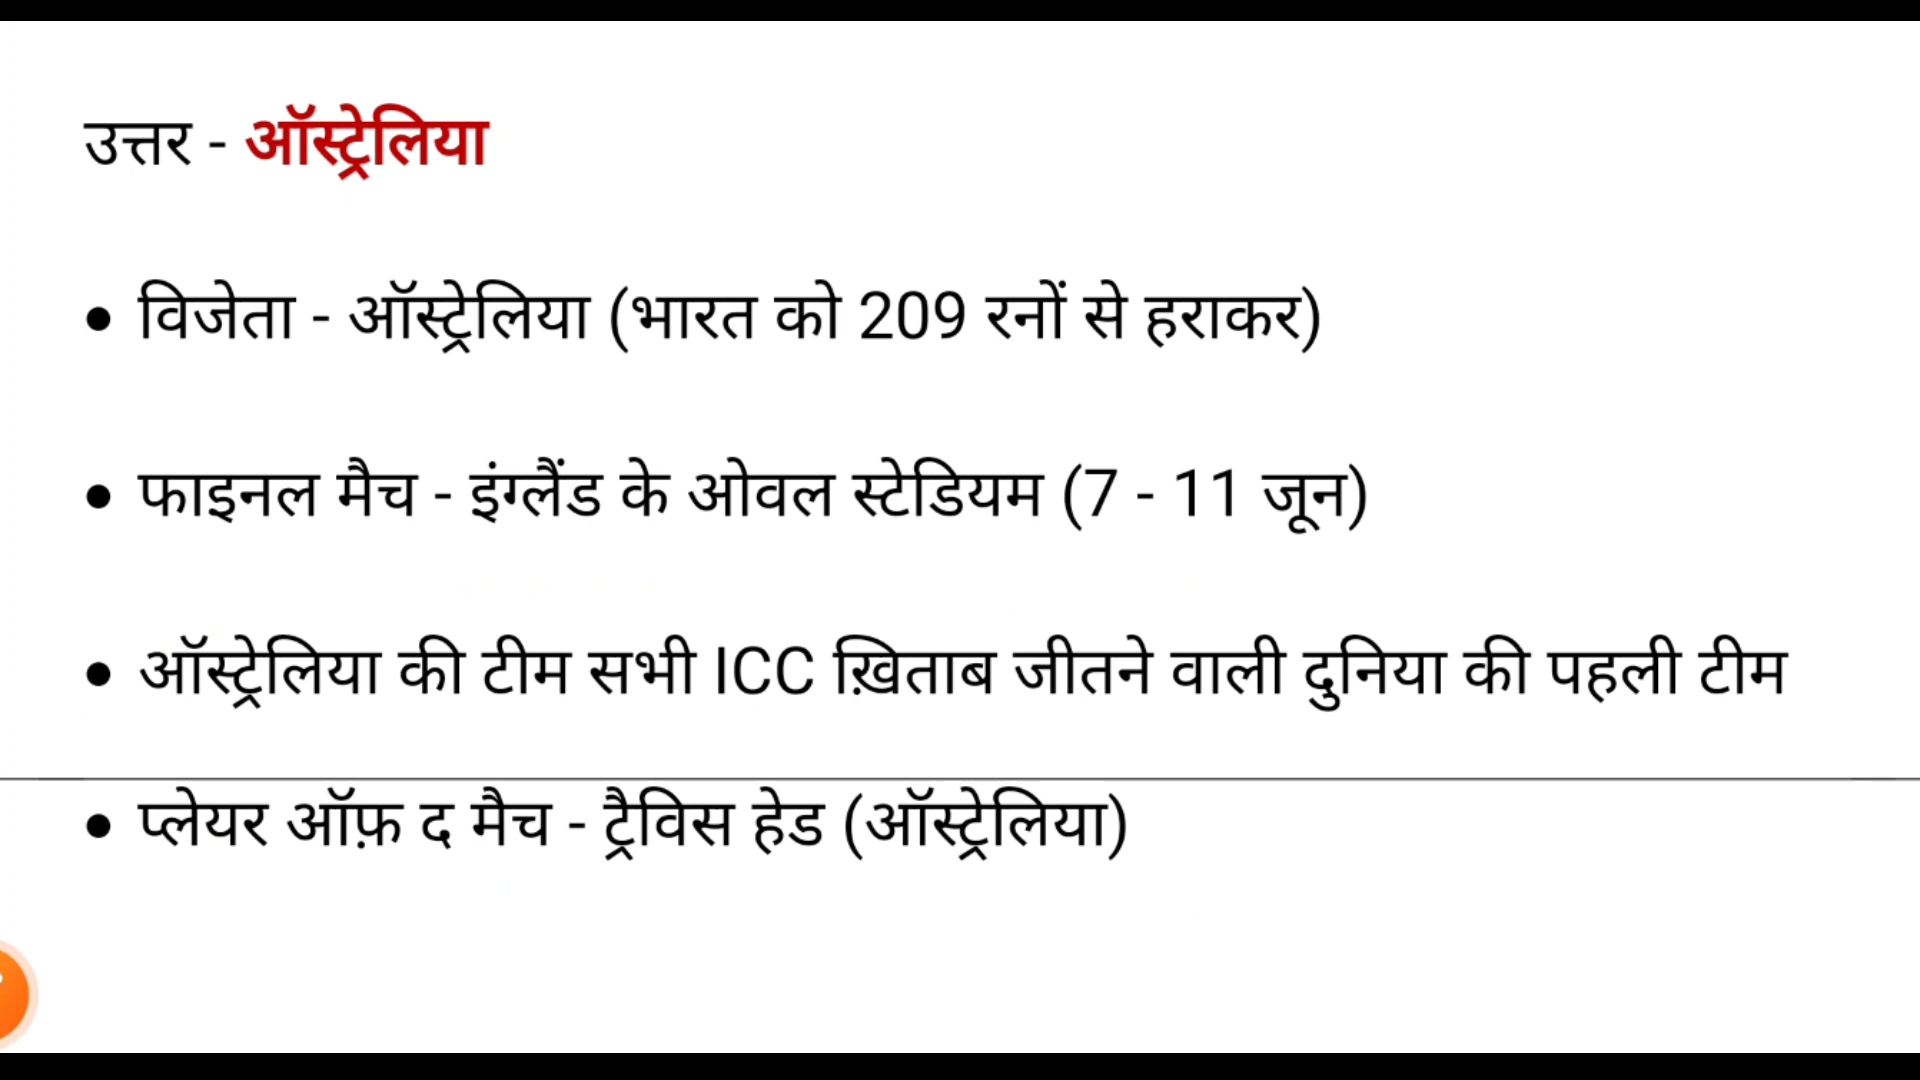 उत्तर - ऑस्ट्रेलिया
• विजेता - ऑस्ट्रेलिया (भारत को 209 रनों से हराकर)
• फाइनल मैच - इंग्लैंड के ओवल स्टेडियम (7 - 11 जून)
• ऑस्ट्रेलिया की टीम सभी ICC ख़िताब जीतने वाली दुनिया की पहली टीम
• प्लेयर ऑफ़ द मैच - ट्रैविस हेड (ऑस्ट्रेलिया)